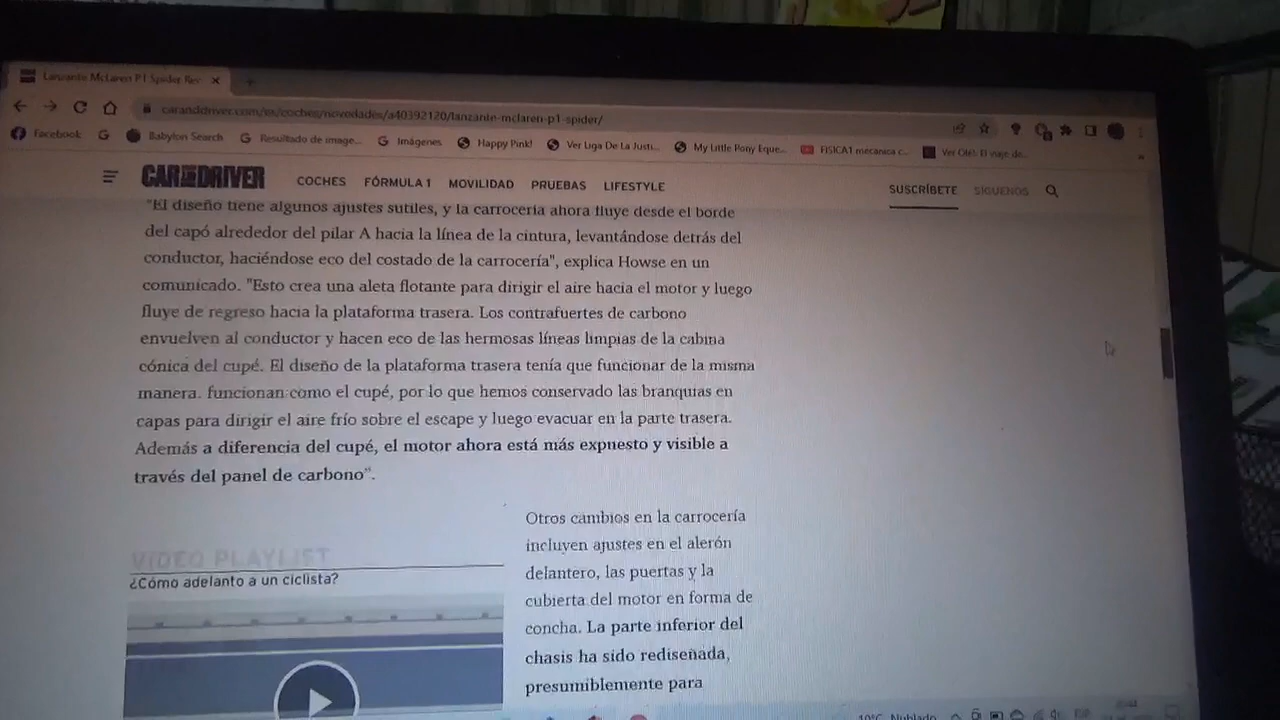 Lanzante McLaren P1 Spider Rev
caranddriver.com/es/coches/novedades/a40392120/lanzante-mclaren-p1-spider/
Facebook Babylon Search Resultado de image... Imágenes Happy Pink! Ver Liga De La Justi... My Little Pony Eque... FISICA1 mecánica c... Ver Olé!: El viaje de...
CAR AND DRIVER COCHES FÓRMULA 1 MOVILIDAD PRUEBAS LIFESTYLE SUSCRÍBETE SÍGUENOS
"El diseño tiene algunos ajustes sutiles, y la carrocería ahora fluye desde el borde
del capó alrededor del pilar A hacia la línea de la cintura, levantándose detrás del
conductor, haciéndose eco del costado de la carrocería", explica Howse en un
comunicado. "Esto crea una aleta flotante para dirigir el aire hacia el motor y luego
fluye de regreso hacia la plataforma trasera. Los contrafuertes de carbono
envuelven al conductor y hacen eco de las hermosas líneas limpias de la cabina
cónica del cupé. El diseño de la plataforma trasera tenía que funcionar de la misma
manera. funcionan como el cupé, por lo que hemos conservado las branquias en
capas para dirigir el aire frío sobre el escape y luego evacuar en la parte trasera.
Además a diferencia del cupé, el motor ahora está más expuesto y visible a
través del panel de carbono".
VIDEO PLAYLIST
¿Cómo adelanto a un ciclista?
Otros cambios en la carrocería
incluyen ajustes en el alerón
delantero, las puertas y la
cubierta del motor en forma de
concha. La parte inferior del
chasis ha sido rediseñada,
presumiblemente para
10°C Nublado